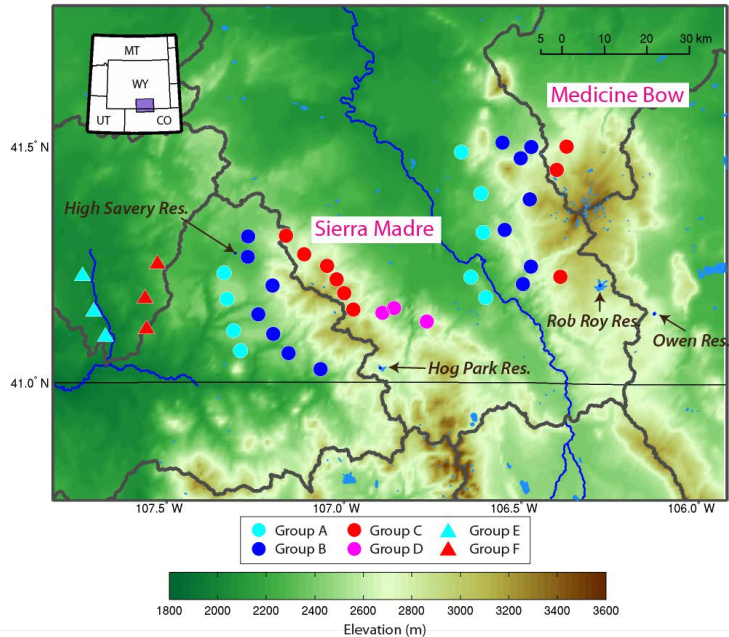 5 0 10 20 30 km
MT
WY
UT CO
Medicine Bow
41.5°N
High Savery Res.
Sierra Madre
Rob Roy Res.
Owen Res.
Hog Park Res.
41.0°N
107.5°W 107.0°W 106.5°W 106.0°W
Group A Group C Group E
Group B Group D Group F
1800 2000 2200 2400 2600 2800 3000 3200 3400 3600
Elevation (m)